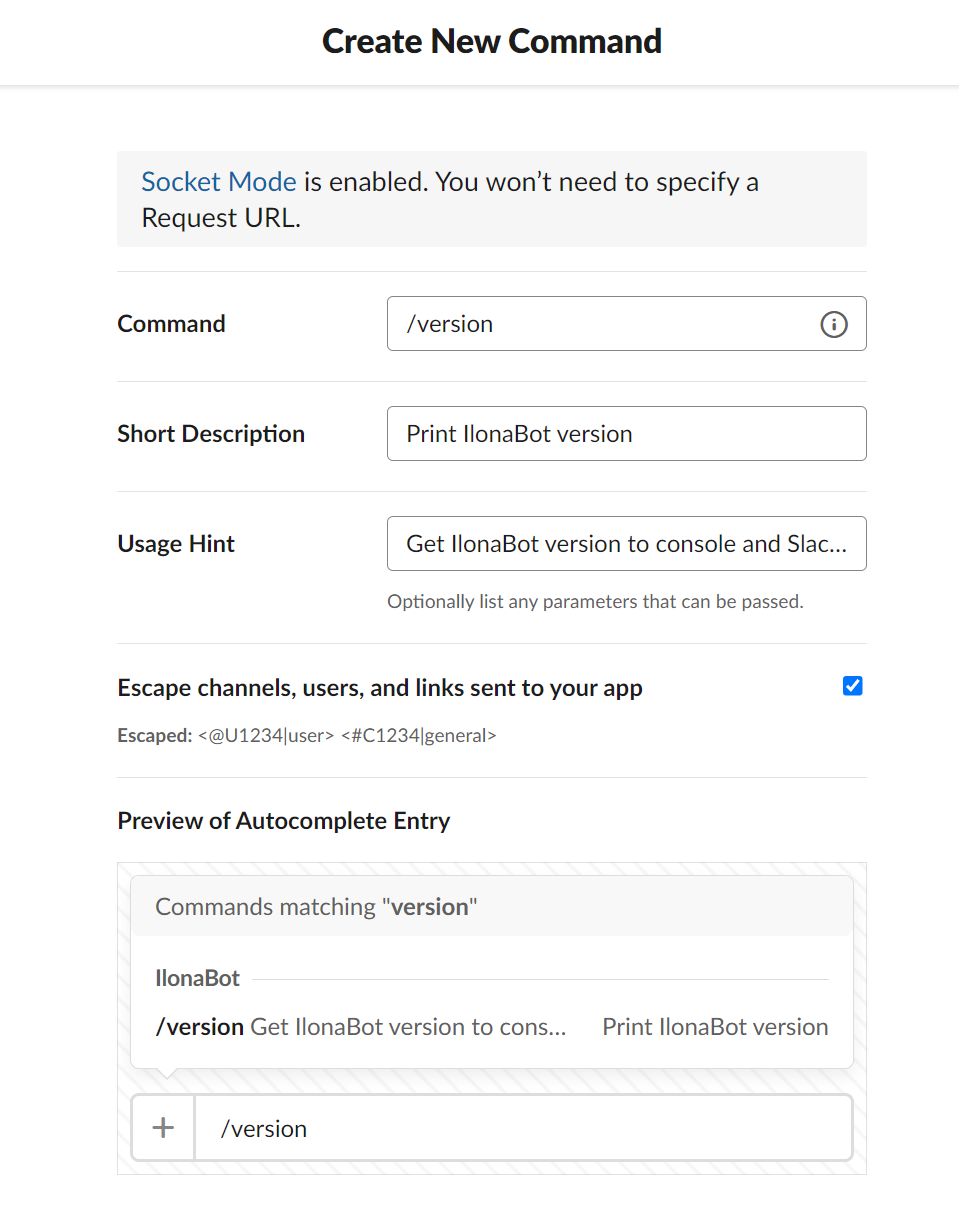 Create New Command
Socket Mode is enabled. You won’t need to specify a
Request URL.
Command
/version
Short Description
Print IlonaBot version
Usage Hint
Get IlonaBot version to console and Slac...
Optionally list any parameters that can be passed.
Escape channels, users, and links sent to your app
Escaped: <@U1234|user> <#C1234|general>
Preview of Autocomplete Entry
Commands matching "version"
IlonaBot
/version Get IlonaBot version to cons... Print IlonaBot version
+ /version